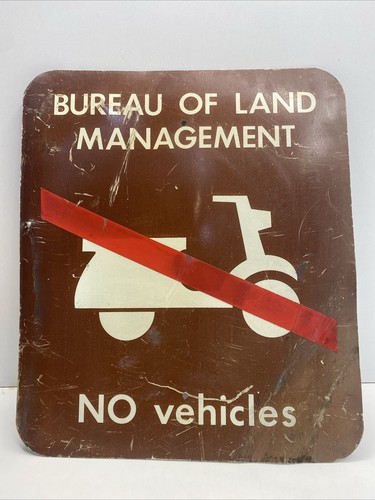 BUREAU OF LAND
MANAGEMENT
NO vehicles